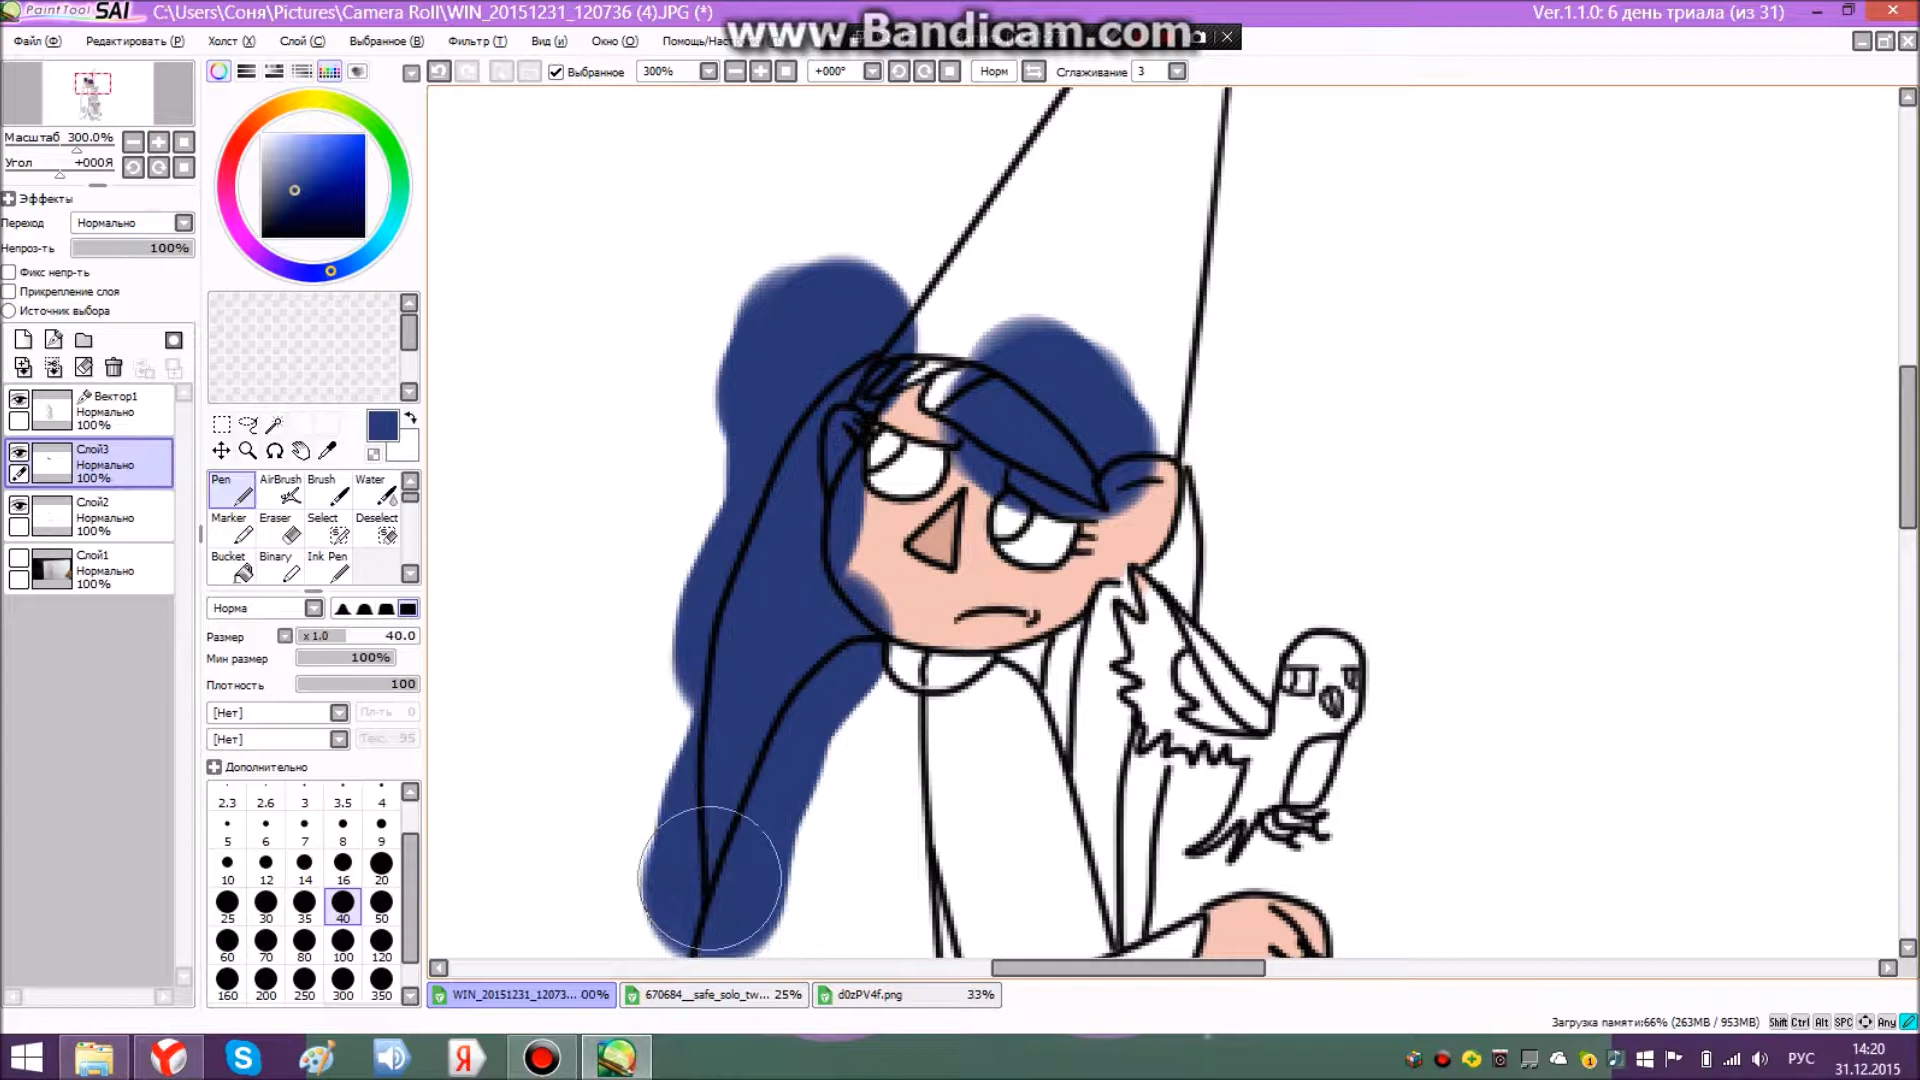 PaintTool SAI C:\Users\Соня\Pictures\Camera Roll\WIN_20151231_120736 (4).JPG (*) Ver.1.1.0: 6 день триала (из 31)
www.Bandicam.com
Файл (Ф) Редактировать (Р) Холст (X) Слой (С) Выбранное (В) Фильтр (Т) Вид (и) Окно (О)
Выбранное 300% +000° Норм Сглаживание 3
Масштаб 300.0%
Угол +000Я
Эффекты
Переход Нормально
Непроз-ть 100%
Фикс непр-ть
Прикрепление слоя
Источник выбора
Вектор1
Нормально
100%
Слой3
Нормально
100%
Слой2
Нормально
100%
Слой1
Нормально
100%
Pen AirBrush Brush Water
Marker Eraser Select Deselect
Bucket Binary Ink Pen
Норма
Размер x 1.0 40.0
Мин размер 100%
Плотность 100
[Нет] Пл-ть 0
[Нет] Текс. 95
Дополнительно
2.3 2.6 3 3.5 4
5 6 7 8 9
10 12 14 16 20
25 30 35 40 50
60 70 80 100 120
160 200 250 300 350
WIN_20151231_12073... 00% 670684__safe_solo_tw... 25% d0zPV4f.png 33%
Загрузка памяти:66% (263MB / 953MB) Shift Ctrl Alt SPC Any
РУС
14:20
31.12.2015